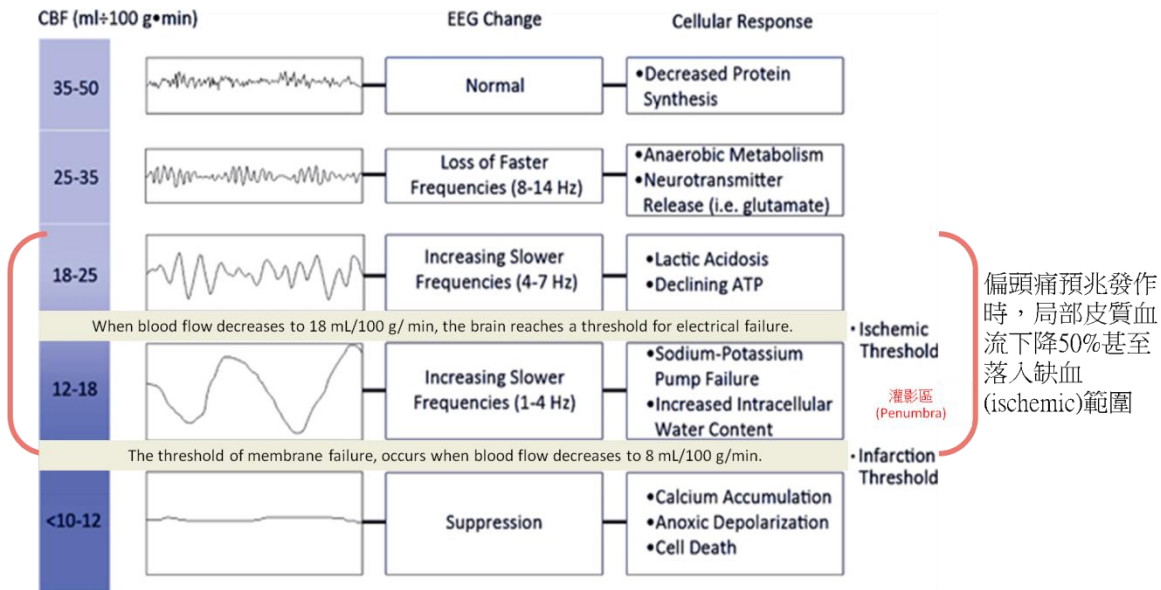 CBF (ml÷100 g•min)
EEG Change
Cellular Response
35-50
Normal
•Decreased Protein
Synthesis
25-35
Loss of Faster
Frequencies (8-14 Hz)
•Anaerobic Metabolism
•Neurotransmitter
Release (i.e. glutamate)
18-25
Increasing Slower
Frequencies (4-7 Hz)
•Lactic Acidosis
•Declining ATP
When blood flow decreases to 18 mL/100 g/ min, the brain reaches a threshold for electrical failure.
• Ischemic
Threshold
12-18
Increasing Slower
Frequencies (1-4 Hz)
•Sodium-Potassium
Pump Failure
•Increased Intracellular
Water Content
灌影區
(Penumbra)
The threshold of membrane failure, occurs when blood flow decreases to 8 mL/100 g/min.
• Infarction
Threshold
<10-12
Suppression
•Calcium Accumulation
•Anoxic Depolarization
•Cell Death
偏頭痛預兆發作
時，局部皮質血
流下降50%甚至
落入缺血
(ischemic)範圍